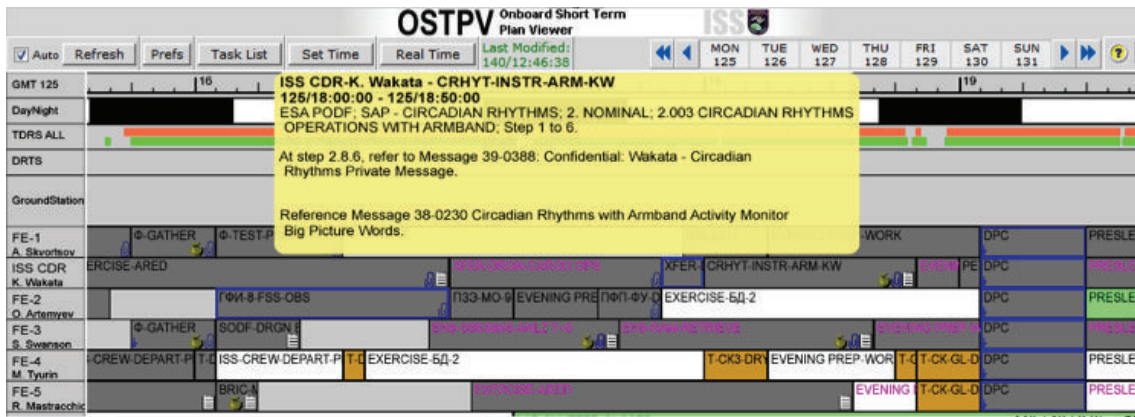 OSTPV Onboard Short Term Plan Viewer ISS
Auto Refresh Prefs Task List Set Time Real Time Last Modified: 140/12:46:38 MON 125 TUE 126 WED 127 THU 128 FRI 129 SAT 130 SUN 131 ?
GMT 125 16 19
ISS CDR-K. Wakata - CRHYT-INSTR-ARM-KW
125/18:00:00 - 125/18:50:00
ESA PODF; SAP - CIRCADIAN RHYTHMS; 2. NOMINAL; 2.003 CIRCADIAN RHYTHMS
OPERATIONS WITH ARMBAND; Step 1 to 6.
At step 2.8.6, refer to Message 39-0388: Confidential: Wakata - Circadian
Rhythms Private Message.
Reference Message 38-0230 Circadian Rhythms with Armband Activity Monitor
Big Picture Words.
DayNight
TDRS ALL
DRTS
GroundStation
FE-1 A. Skvortsov Ф-GATHER Ф-TEST-P -WORK DPC PRESLE
ISS CDR K. Wakata ERCISE-ARED XFER- CRHYT-INSTR-ARM-KW PE DPC
FE-2 O. Artemyev ГФИ-8-FSS-OBS ПЗЭ-МО-9 EVENING PRE ПФП-ФУ-D EXERCISE-БД-2 DPC PRESLE
FE-3 S. Swanson Ф-GATHER SODF-DRGN DPC
FE-4 M. Tyurin -CREW-DEPART-P T-D ISS-CREW-DEPART-P T-D EXERCISE-БД-2 T-СКЗ-DRY EVENING PREP-WOR T-C T-CK-GL-D DPC PRESLE
FE-5 R. Mastracchio BRIC-M EVENING T-CK-GL-D DPC PRESLE